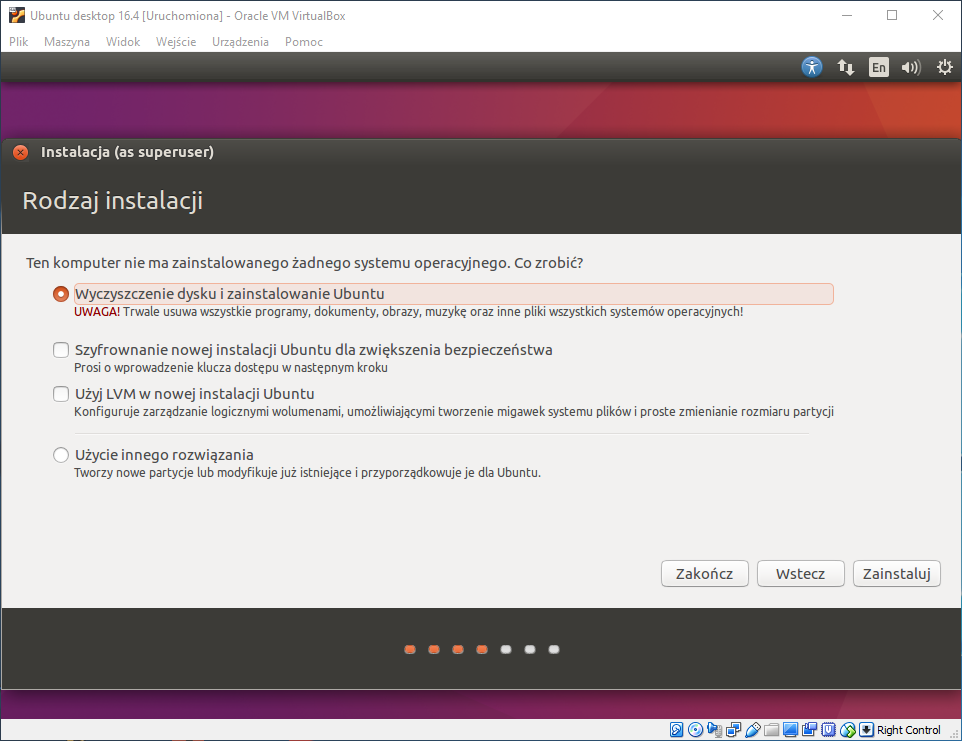 Ubuntu desktop 16.4 [Uruchomiona] - Oracle VM VirtualBox
Plik Maszyna Widok Wejście Urządzenia Pomoc
En
Instalacja (as superuser)
Rodzaj instalacji
Ten komputer nie ma zainstalowanego żadnego systemu operacyjnego. Co zrobić?
Wyczyszczenie dysku i zainstalowanie Ubuntu
UWAGA! Trwale usuwa wszystkie programy, dokumenty, obrazy, muzykę oraz inne pliki wszystkich systemów operacyjnych!
Szyfrownanie nowej instalacji Ubuntu dla zwiększenia bezpieczeństwa
Prosi o wprowadzenie klucza dostępu w następnym kroku
Użyj LVM w nowej instalacji Ubuntu
Konfiguruje zarządzanie logicznymi wolumenami, umożliwiającymi tworzenie migawek systemu plików i proste zmienianie rozmiaru partycji
Użycie innego rozwiązania
Tworzy nowe partycje lub modyfikuje już istniejące i przyporządkowuje je dla Ubuntu.
Zakończ Wstecz Zainstaluj
Right Control